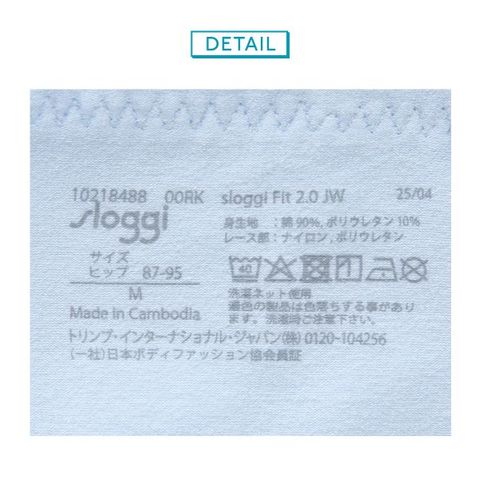 DETAIL
10218488 00RK sloggi Fit 2.0 JW 25/04
sloggi
身生地 : 綿 90%, ポリウレタン 10%
レース部 : ナイロン, ポリウレタン
サイズ
ヒップ 87-95
M
40
洗濯ネット使用
濃色の製品は色落ちする事があり
ます。洗濯時ご注意下さい。
Made in Cambodia
トリンプ・インターナショナル・ジャパン(株) 0120-104256
(一社)日本ボディファッション協会員証